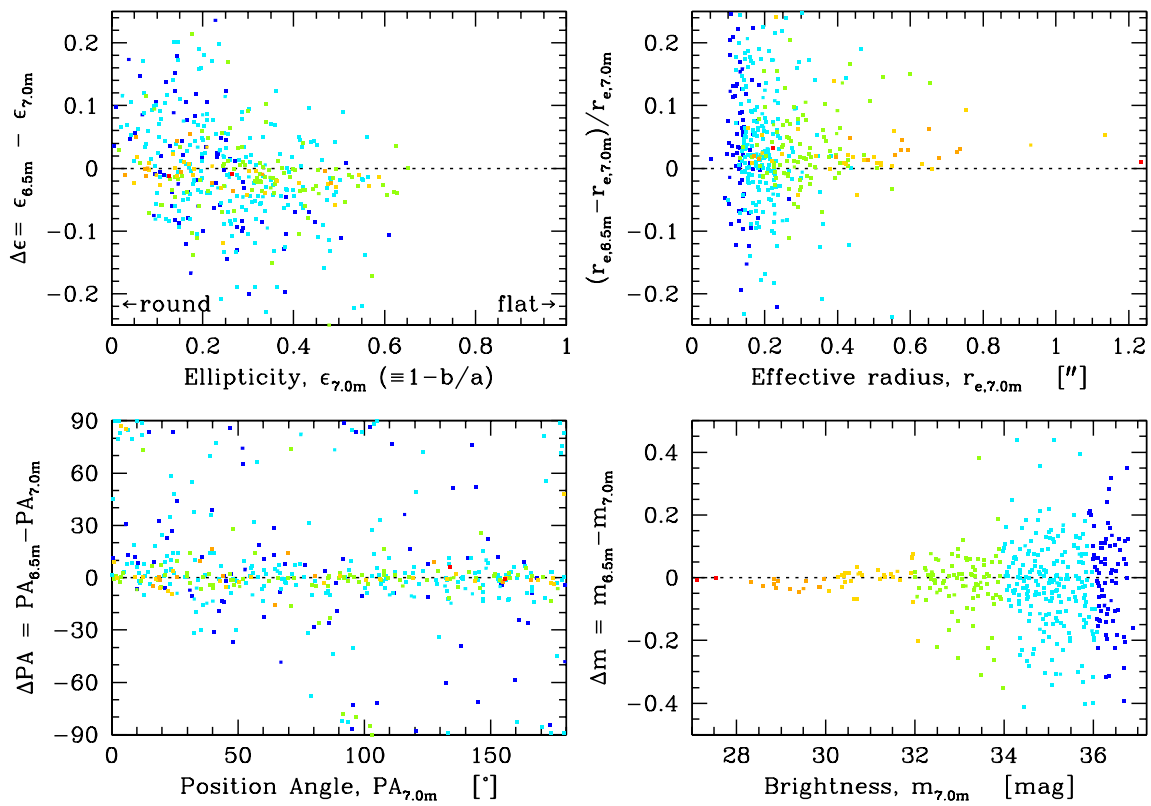 0.2
0.1
0
−0.1
−0.2
Δϵ= ϵ6.5m − ϵ7.0m
←round
flat→
0 0.2 0.4 0.6 0.8 1
Ellipticity, ϵ7.0m (≡1−b/a)
0.2
0.1
0
−0.1
−0.2
(re,6.5m−re,7.0m)/re,7.0m
0 0.2 0.4 0.6 0.8 1 1.2
Effective radius, re,7.0m ["]
90
60
30
0
−30
−60
−90
ΔPA = PA6.5m−PA7.0m
0 50 100 150
Position Angle, PA7.0m [°]
0.4
0.2
0
−0.2
−0.4
Δm = m6.5m−m7.0m
28 30 32 34 36
Brightness, m7.0m [mag]